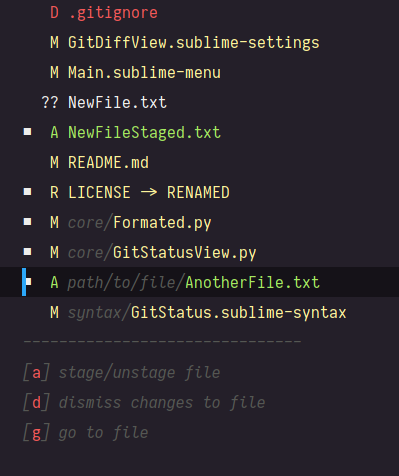 D .gitignore
M GitDiffView.sublime-settings
M Main.sublime-menu
?? NewFile.txt
■ A NewFileStaged.txt
M README.md
■ R LICENSE -> RENAMED
■ M core/Formated.py
■ M core/GitStatusView.py
■ A path/to/file/AnotherFile.txt
M syntax/GitStatus.sublime-syntax
-------------------------------
[a] stage/unstage file
[d] dismiss changes to file
[g] go to file